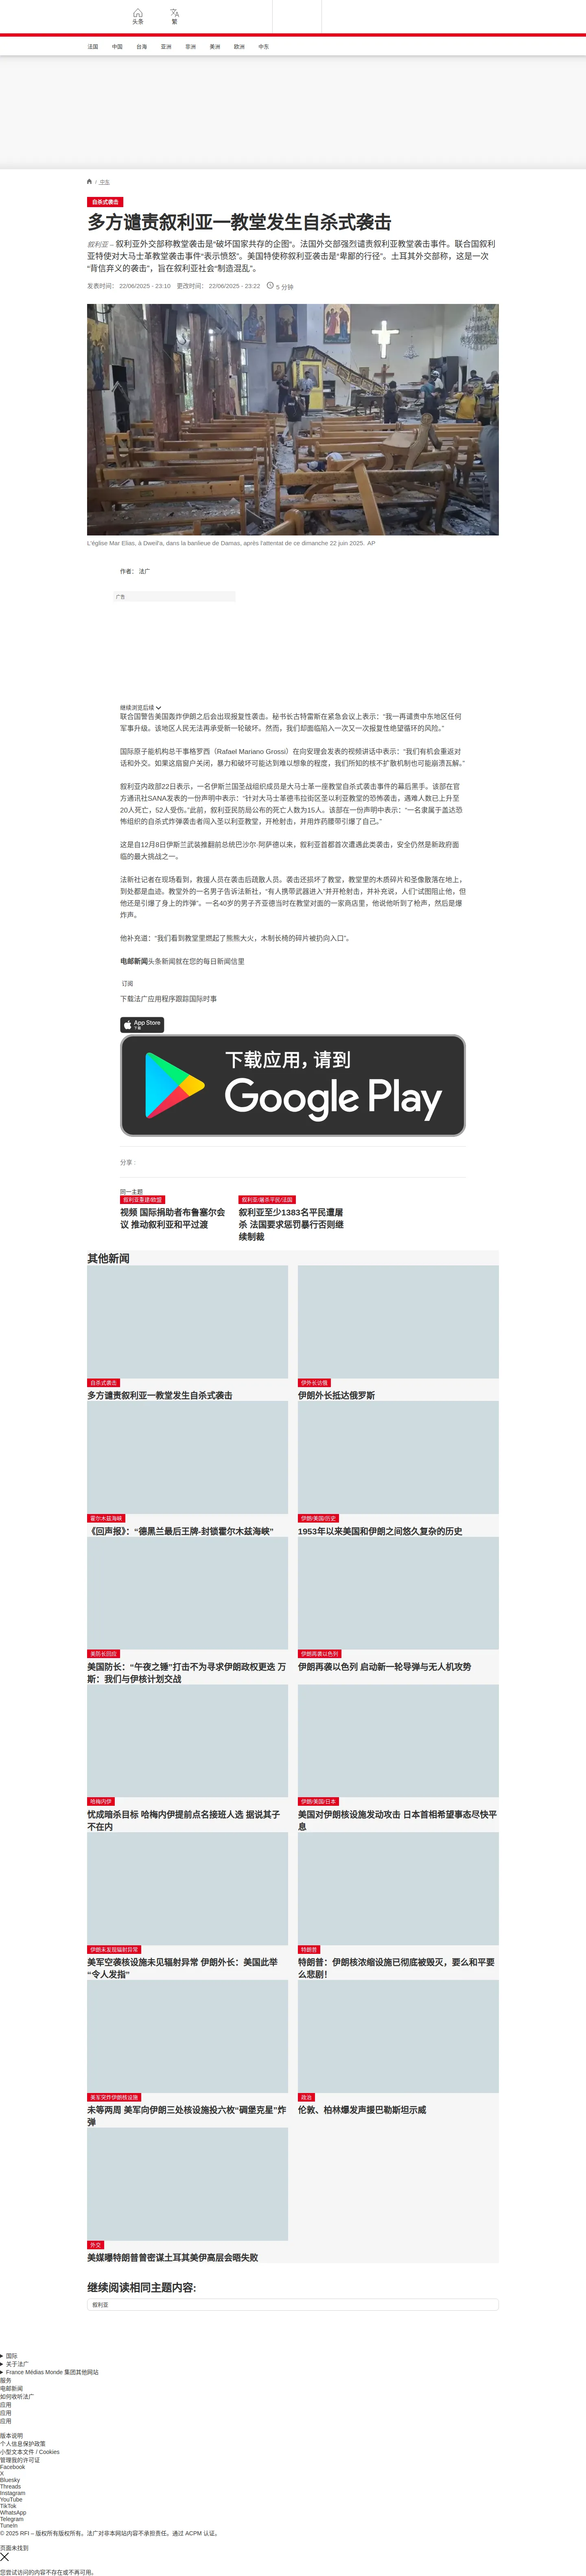 头条
繁
法国
中国
台海
亚洲
非洲
美洲
欧洲
中东
/ 中东
自杀式袭击
多方谴责叙利亚一教堂发生自杀式袭击
叙利亚 – 叙利亚外交部称教堂袭击是“破坏国家共存的企图”。法国外交部强烈谴责叙利亚教堂袭击事件。联合国叙利
亚特使对大马士革教堂袭击事件“表示愤怒”。美国特使称叙利亚袭击是“卑鄙的行径”。土耳其外交部称，这是一次
“背信弃义的袭击”，旨在叙利亚社会“制造混乱”。
发表时间： 22/06/2025 - 23:10 更改时间： 22/06/2025 - 23:22 5 分钟
L'église Mar Elias, à Dweil'a, dans la banlieue de Damas, après l'attentat de ce dimanche 22 juin 2025. AP
作者： 法广
广告
继续浏览后续
联合国警告美国轰炸伊朗之后会出现报复性袭击。秘书长古特雷斯在紧急会议上表示：“我一再谴责中东地区任何
军事升级。该地区人民无法再承受新一轮破坏。然而，我们却面临陷入一次又一次报复性绝望循环的风险。”
国际原子能机构总干事格罗西（Rafael Mariano Grossi）在向安理会发表的视频讲话中表示：“我们有机会重返对
话和外交。如果这扇窗户关闭，暴力和破坏可能达到难以想象的程度，我们所知的核不扩散机制也可能崩溃瓦解。”
叙利亚内政部22日表示，一名伊斯兰国圣战组织成员是大马士革一座教堂自杀式袭击事件的幕后黑手。该部在官
方通讯社SANA发表的一份声明中表示：“针对大马士革德韦拉街区圣以利亚教堂的恐怖袭击，遇难人数已上升至
20人死亡，52人受伤。”此前，叙利亚民防局公布的死亡人数为15人。该部在一份声明中表示：“一名隶属于盖达恐
怖组织的自杀式炸弹袭击者闯入圣以利亚教堂，开枪射击，并用炸药腰带引爆了自己。”
这是自12月8日伊斯兰武装推翻前总统巴沙尔·阿萨德以来，叙利亚首都首次遭遇此类袭击，安全仍然是新政府面
临的最大挑战之一。
法新社记者在现场看到，救援人员在袭击后疏散人员。袭击还损坏了教堂，教堂里的木质碎片和圣像散落在地上，
到处都是血迹。教堂外的一名男子告诉法新社，“有人携带武器进入”并开枪射击，并补充说，人们“试图阻止他，但
他还是引爆了身上的炸弹”。一名40岁的男子齐亚德当时在教堂对面的一家商店里，他说他听到了枪声，然后是爆
炸声。
他补充道：“我们看到教堂里燃起了熊熊大火，木制长椅的碎片被扔向入口”。
电邮新闻头条新闻就在您的每日新闻信里
订阅
下载法广应用程序跟踪国际时事
App Store
下载
下载应用，请到
Google Play
分享 :
同一主题
叙利亚重建/欧盟
视频 国际捐助者布鲁塞尔会
议 推动叙利亚和平过渡
叙利亚/屠杀平民/法国
叙利亚至少1383名平民遭屠
杀 法国要求惩罚暴行否则继
续制裁
其他新闻
自杀式袭击
多方谴责叙利亚一教堂发生自杀式袭击
伊外长访俄
伊朗外长抵达俄罗斯
霍尔木兹海峡
《回声报》：“德黑兰最后王牌-封锁霍尔木兹海峡”
伊朗/美国/历史
1953年以来美国和伊朗之间悠久复杂的历史
美防长回应
美国防长：“午夜之锤”打击不为寻求伊朗政权更迭 万
斯：我们与伊核计划交战
伊朗再袭以色列
伊朗再袭以色列 启动新一轮导弹与无人机攻势
哈梅内伊
忧成暗杀目标 哈梅内伊提前点名接班人选 据说其子
不在内
伊朗/美国/日本
美国对伊朗核设施发动攻击 日本首相希望事态尽快平
息
伊朗未发现辐射异常
美军空袭核设施未见辐射异常 伊朗外长：美国此举
“令人发指”
特朗普
特朗普：伊朗核浓缩设施已彻底被毁灭，要么和平要
么悲剧！
美军突炸伊朗核设施
未等两周 美军向伊朗三处核设施投六枚“碉堡克星”炸
弹
政治
伦敦、柏林爆发声援巴勒斯坦示威
外交
美媒曝特朗普曾密谋土耳其美伊高层会晤失败
继续阅读相同主题内容:
叙利亚
国际
关于法广
France Médias Monde 集团其他网站
服务
电邮新闻
如何收听法广
应用
应用
应用
版本说明
个人信息保护政策
小型文本文件 / Cookies
管理我的许可证
Facebook
X
Bluesky
Threads
Instagram
YouTube
TikTok
WhatsApp
Telegram
TuneIn
© 2025 RFI – 版权所有版权所有。法广对非本网站内容不承担责任。通过 ACPM 认证。
页面未找到
您尝试访问的内容不存在或不再可用。